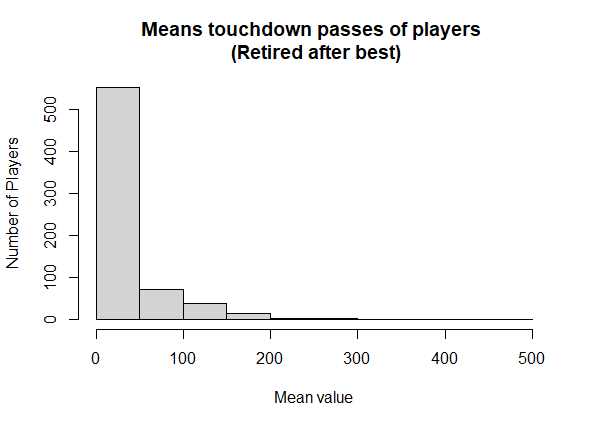 Means touchdown passes of players
(Retired after best)
Number of Players
500
400
300
200
100
0
0 100 200 300 400 500
Mean value